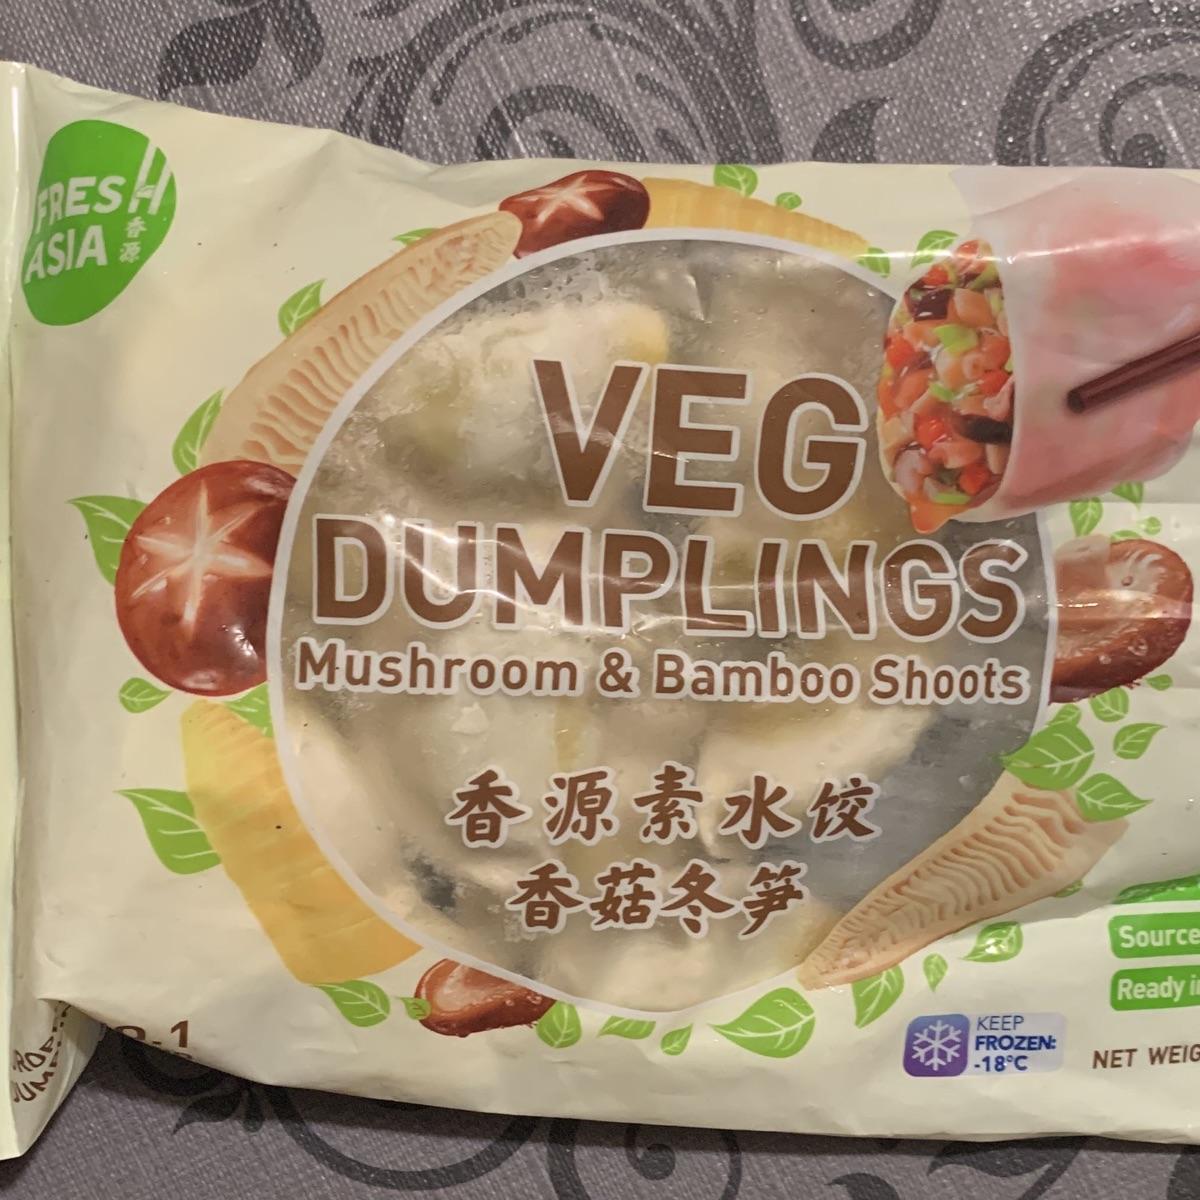 FRESH
ASIA
香源
VEG
DUMPLINGS
Mushroom & Bamboo Shoots
香源素水饺
香菇冬笋
Source
Ready
KEEP
FROZEN:
-18°C
NET